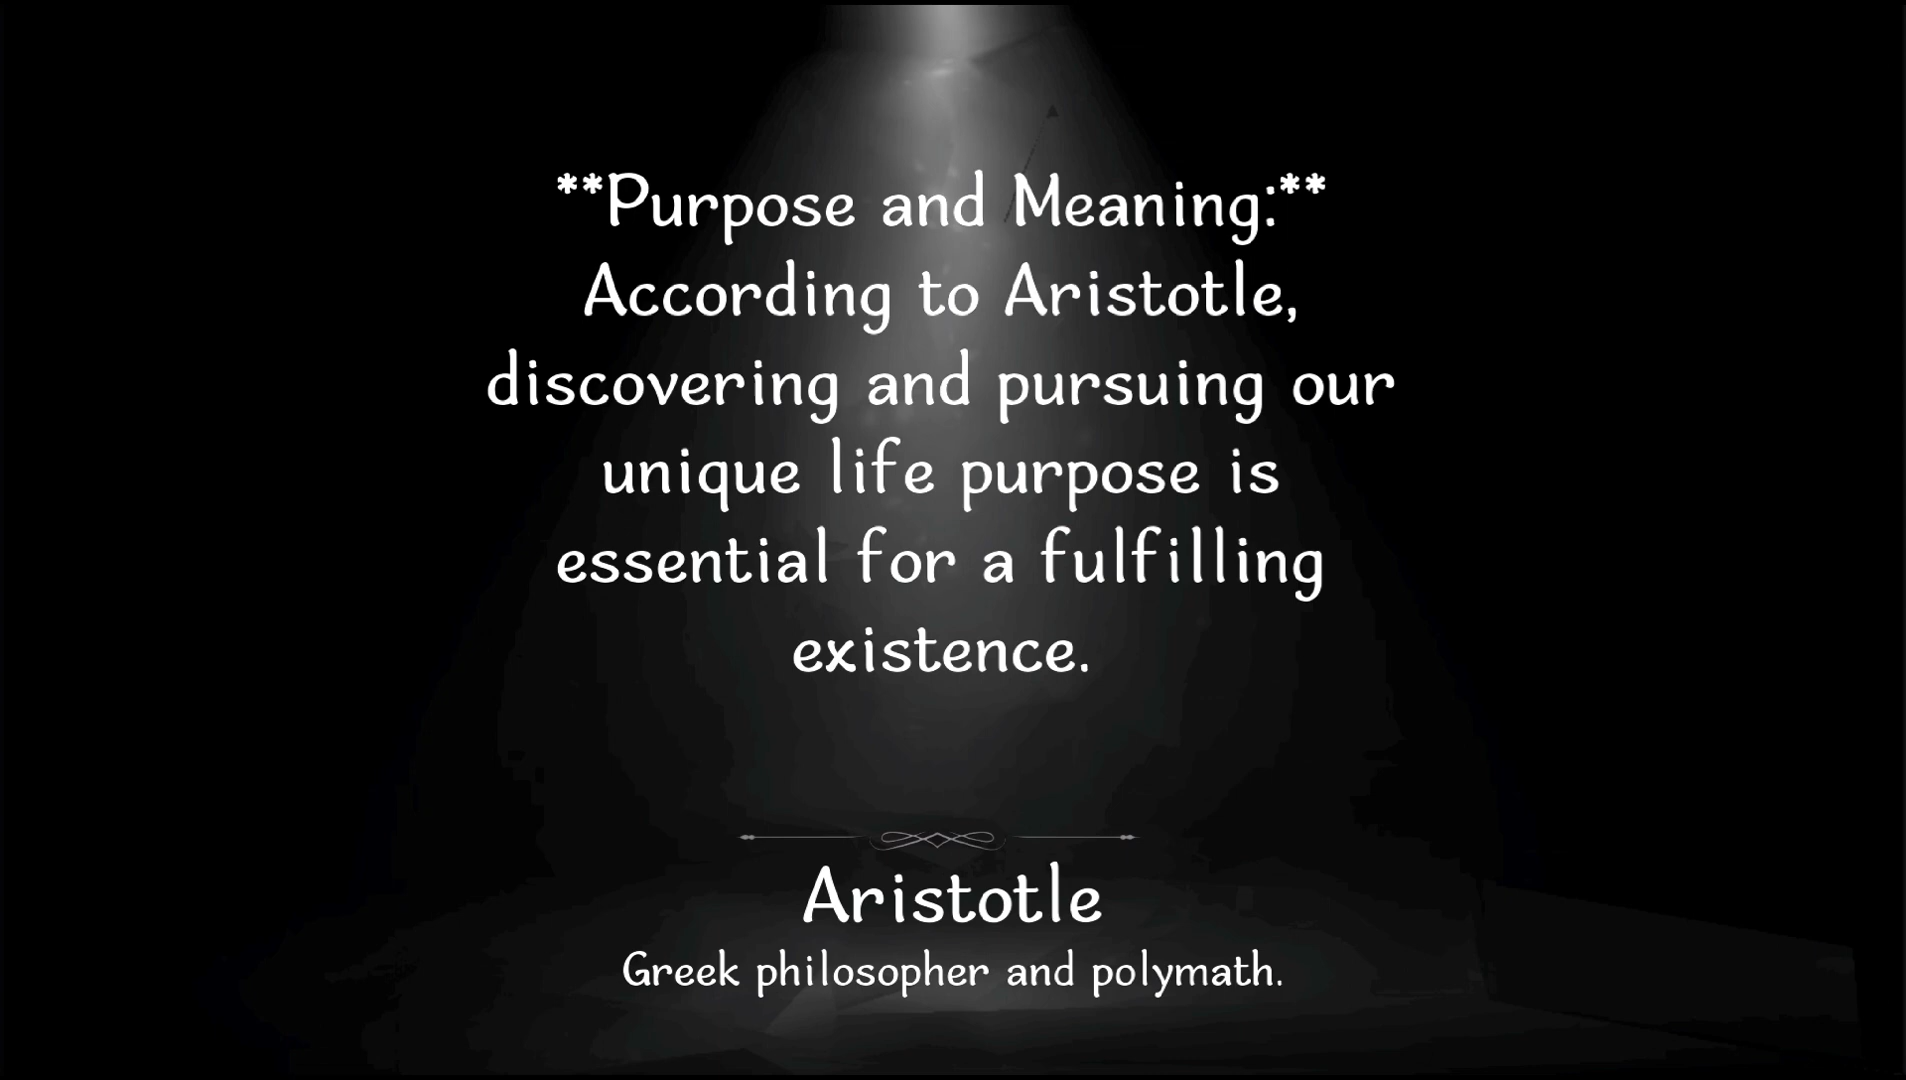 **Purpose and Meaning:**
According to Aristotle,
discovering and pursuing our
unique life purpose is
essential for a fulfilling
existence.
Aristotle
Greek philosopher and polymath.